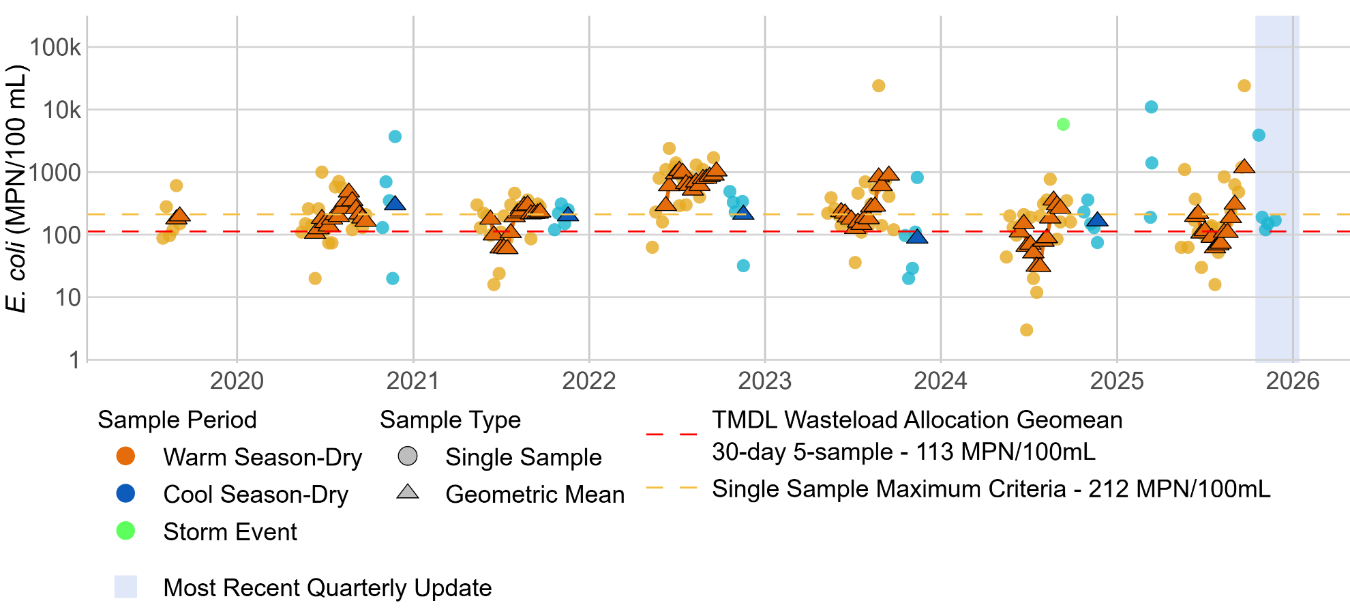 E. coli (MPN/100 mL)
100k
10k
1000
100
10
1
2020 2021 2022 2023 2024 2025 2026
Sample Period
Warm Season-Dry
Cool Season-Dry
Storm Event
Most Recent Quarterly Update
Sample Type
Single Sample
Geometric Mean
TMDL Wasteload Allocation Geomean
30-day 5-sample - 113 MPN/100mL
Single Sample Maximum Criteria - 212 MPN/100mL